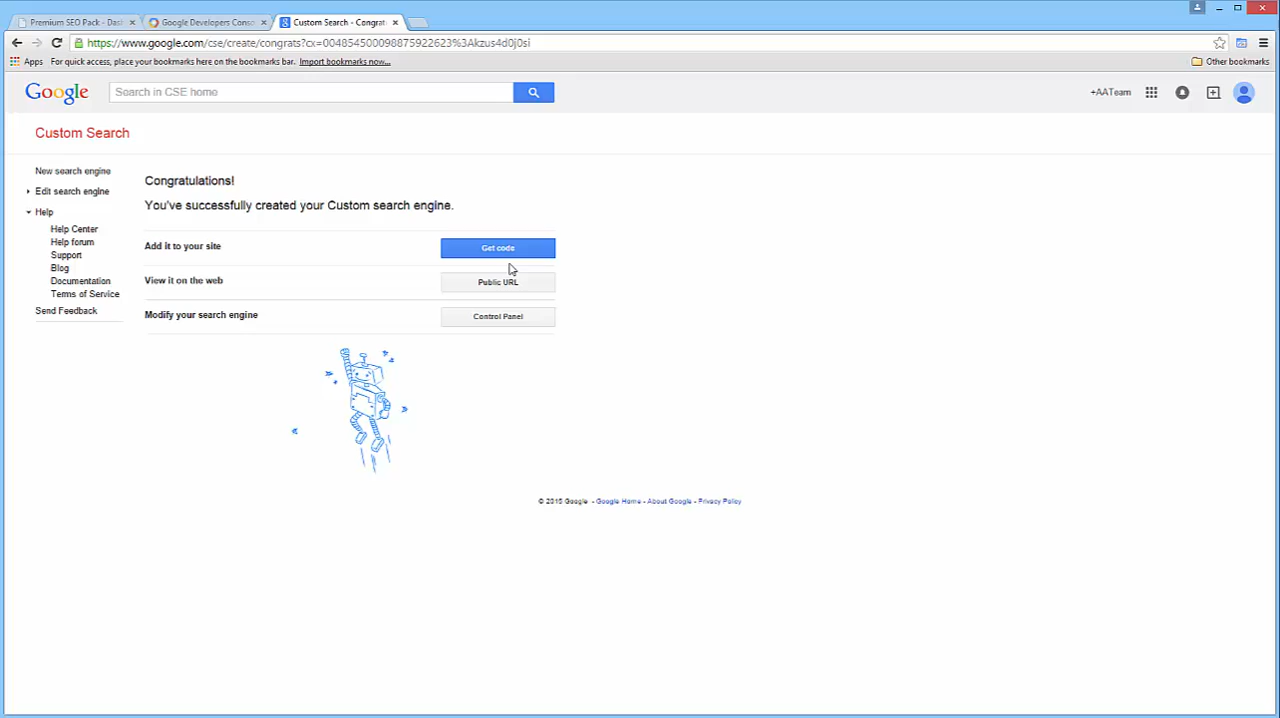 Premium SEO Pack - Dash
Google Developers Conso
Custom Search - Congrat
https://www.google.com/cse/create/congrats?cx=004854500098875922623%3Akzus4d0j0si
Apps For quick access, place your bookmarks here on the bookmarks bar. Import bookmarks now... Other bookmarks
Google Search in CSE home +AATeam
Custom Search
New search engine
Edit search engine
Help
Help Center
Help forum
Support
Blog
Documentation
Terms of Service
Send Feedback
Congratulations!
You've successfully created your Custom search engine.
Add it to your site Get code
View it on the web Public URL
Modify your search engine Control Panel
© 2015 Google - Google Home - About Google - Privacy Policy